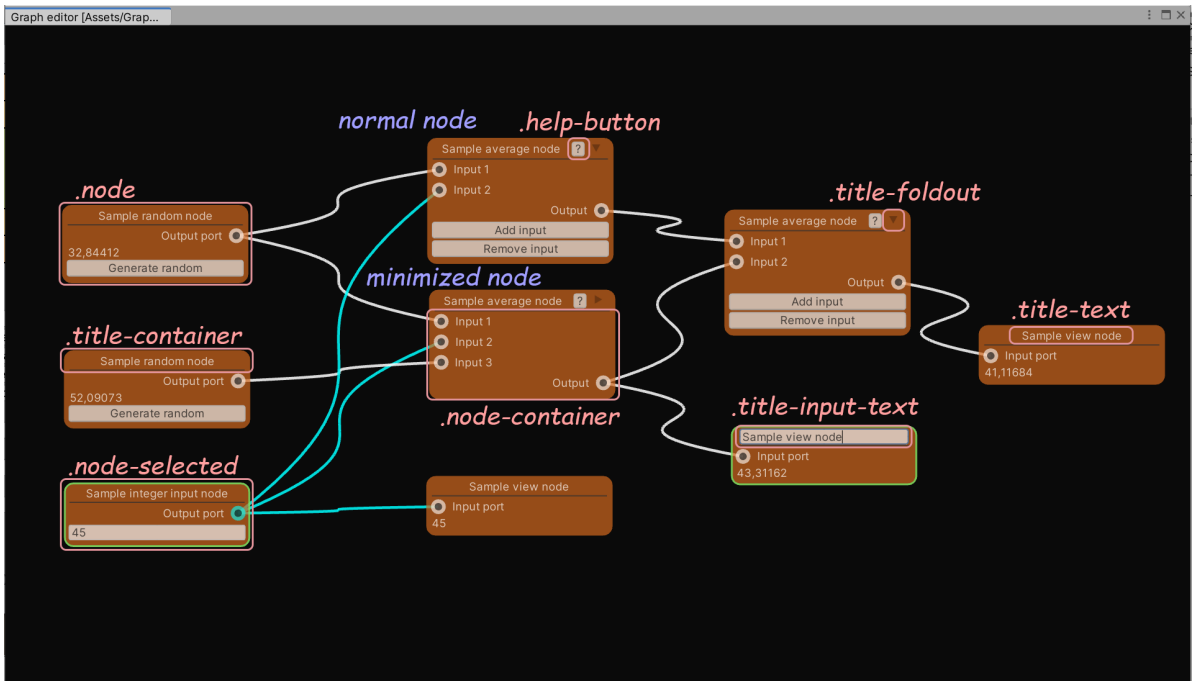 Graph editor [Assets/Grap...
normal node
.help-button
Sample average node ?
Input 1
Input 2
Output
Add input
Remove input
.node
Sample random node
Output port
32,84412
Generate random
.title-foldout
Sample average node ?
Input 1
Input 2
Output
Add input
Remove input
minimized node
Sample average node ?
Input 1
Input 2
Input 3
Output
.node-container
.title-container
Sample random node
Output port
52,09073
Generate random
.title-text
Sample view node
Input port
41,11684
.title-input-text
Sample view node
Input port
43,31162
.node-selected
Sample integer input node
Output port
45
Sample view node
Input port
45